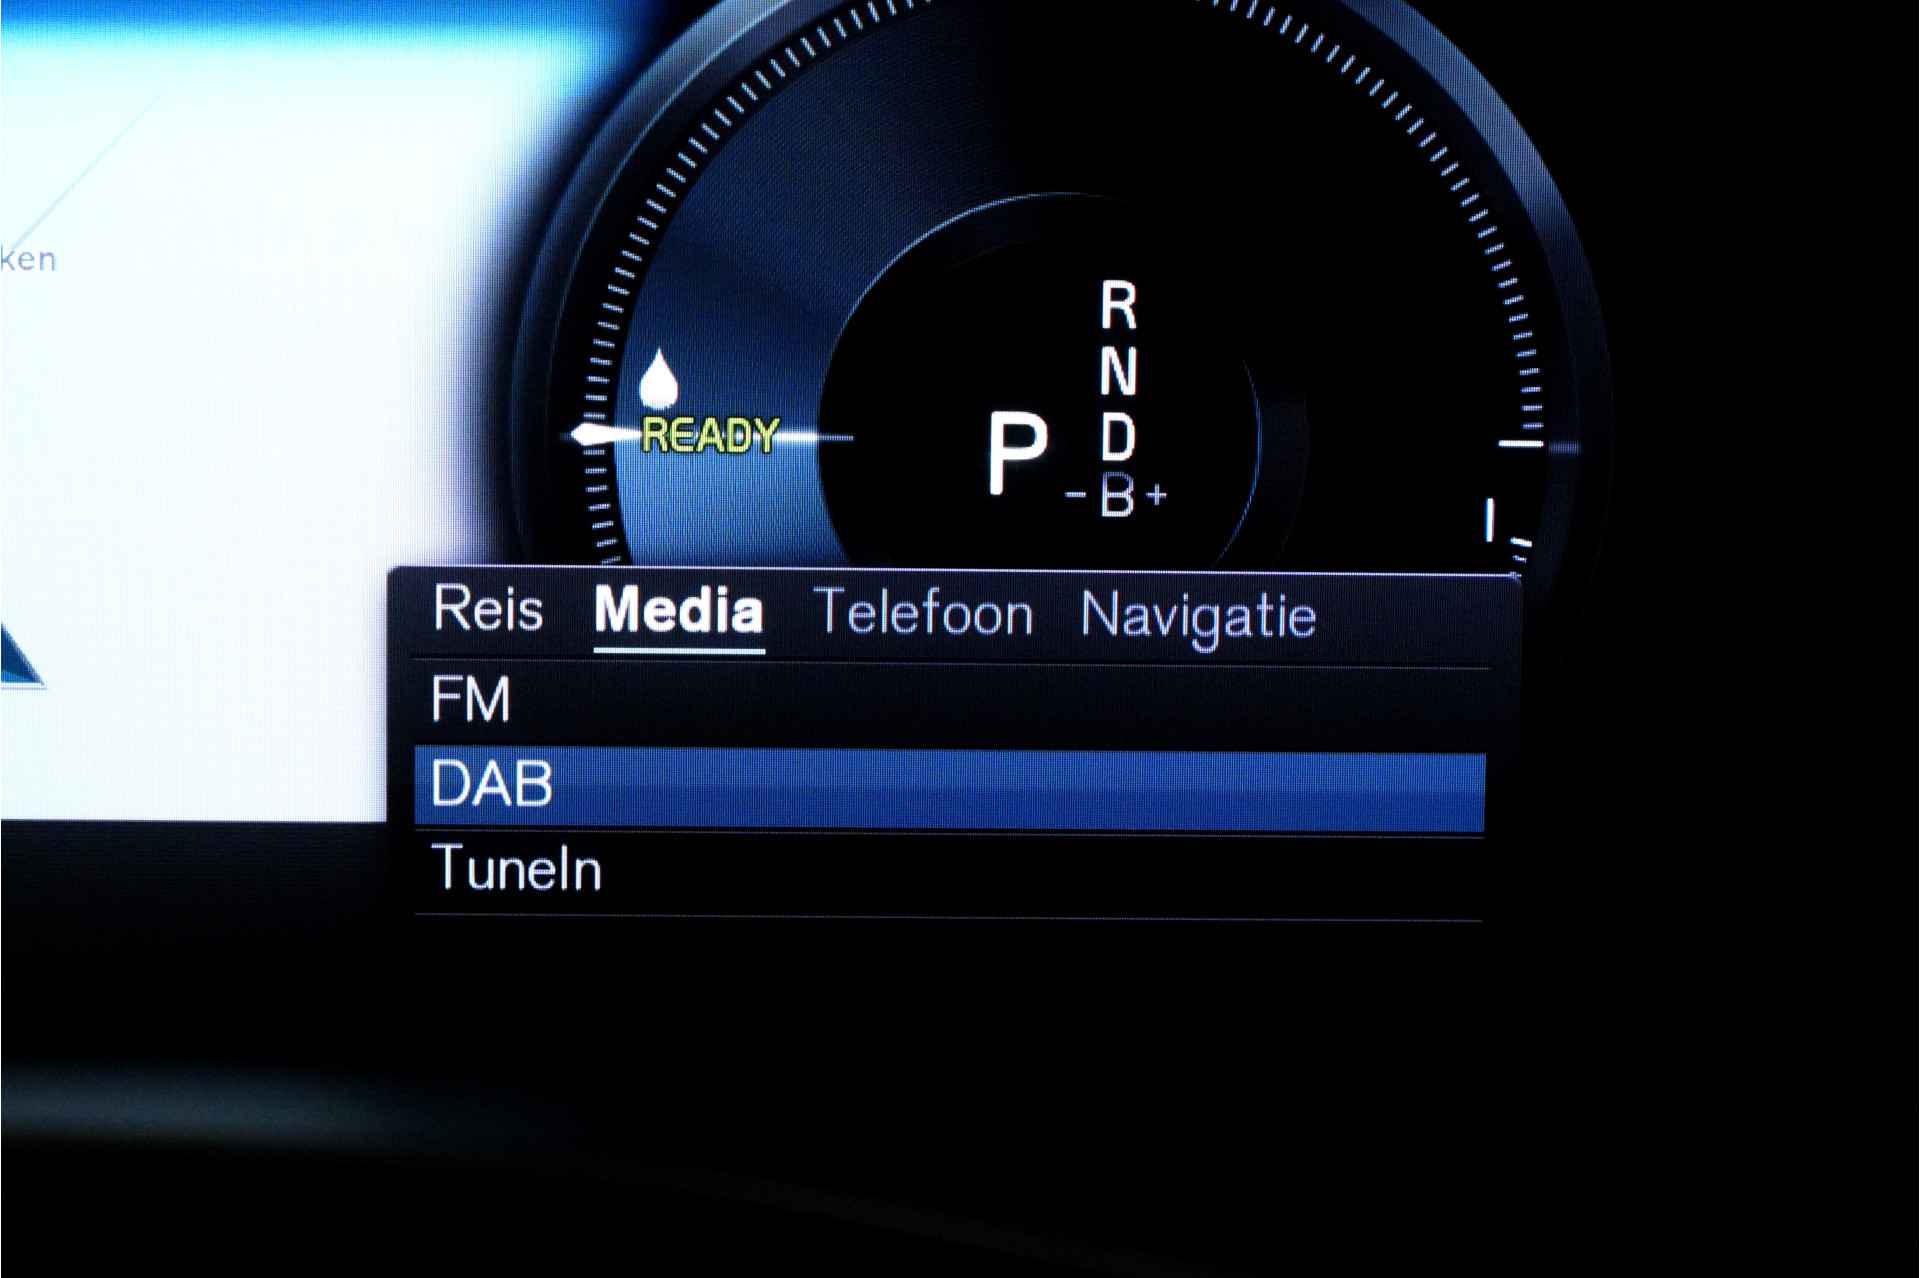 ken
R
N
D
P
- B +
READY
Reis Media Telefoon Navigatie
FM
DAB
TuneIn